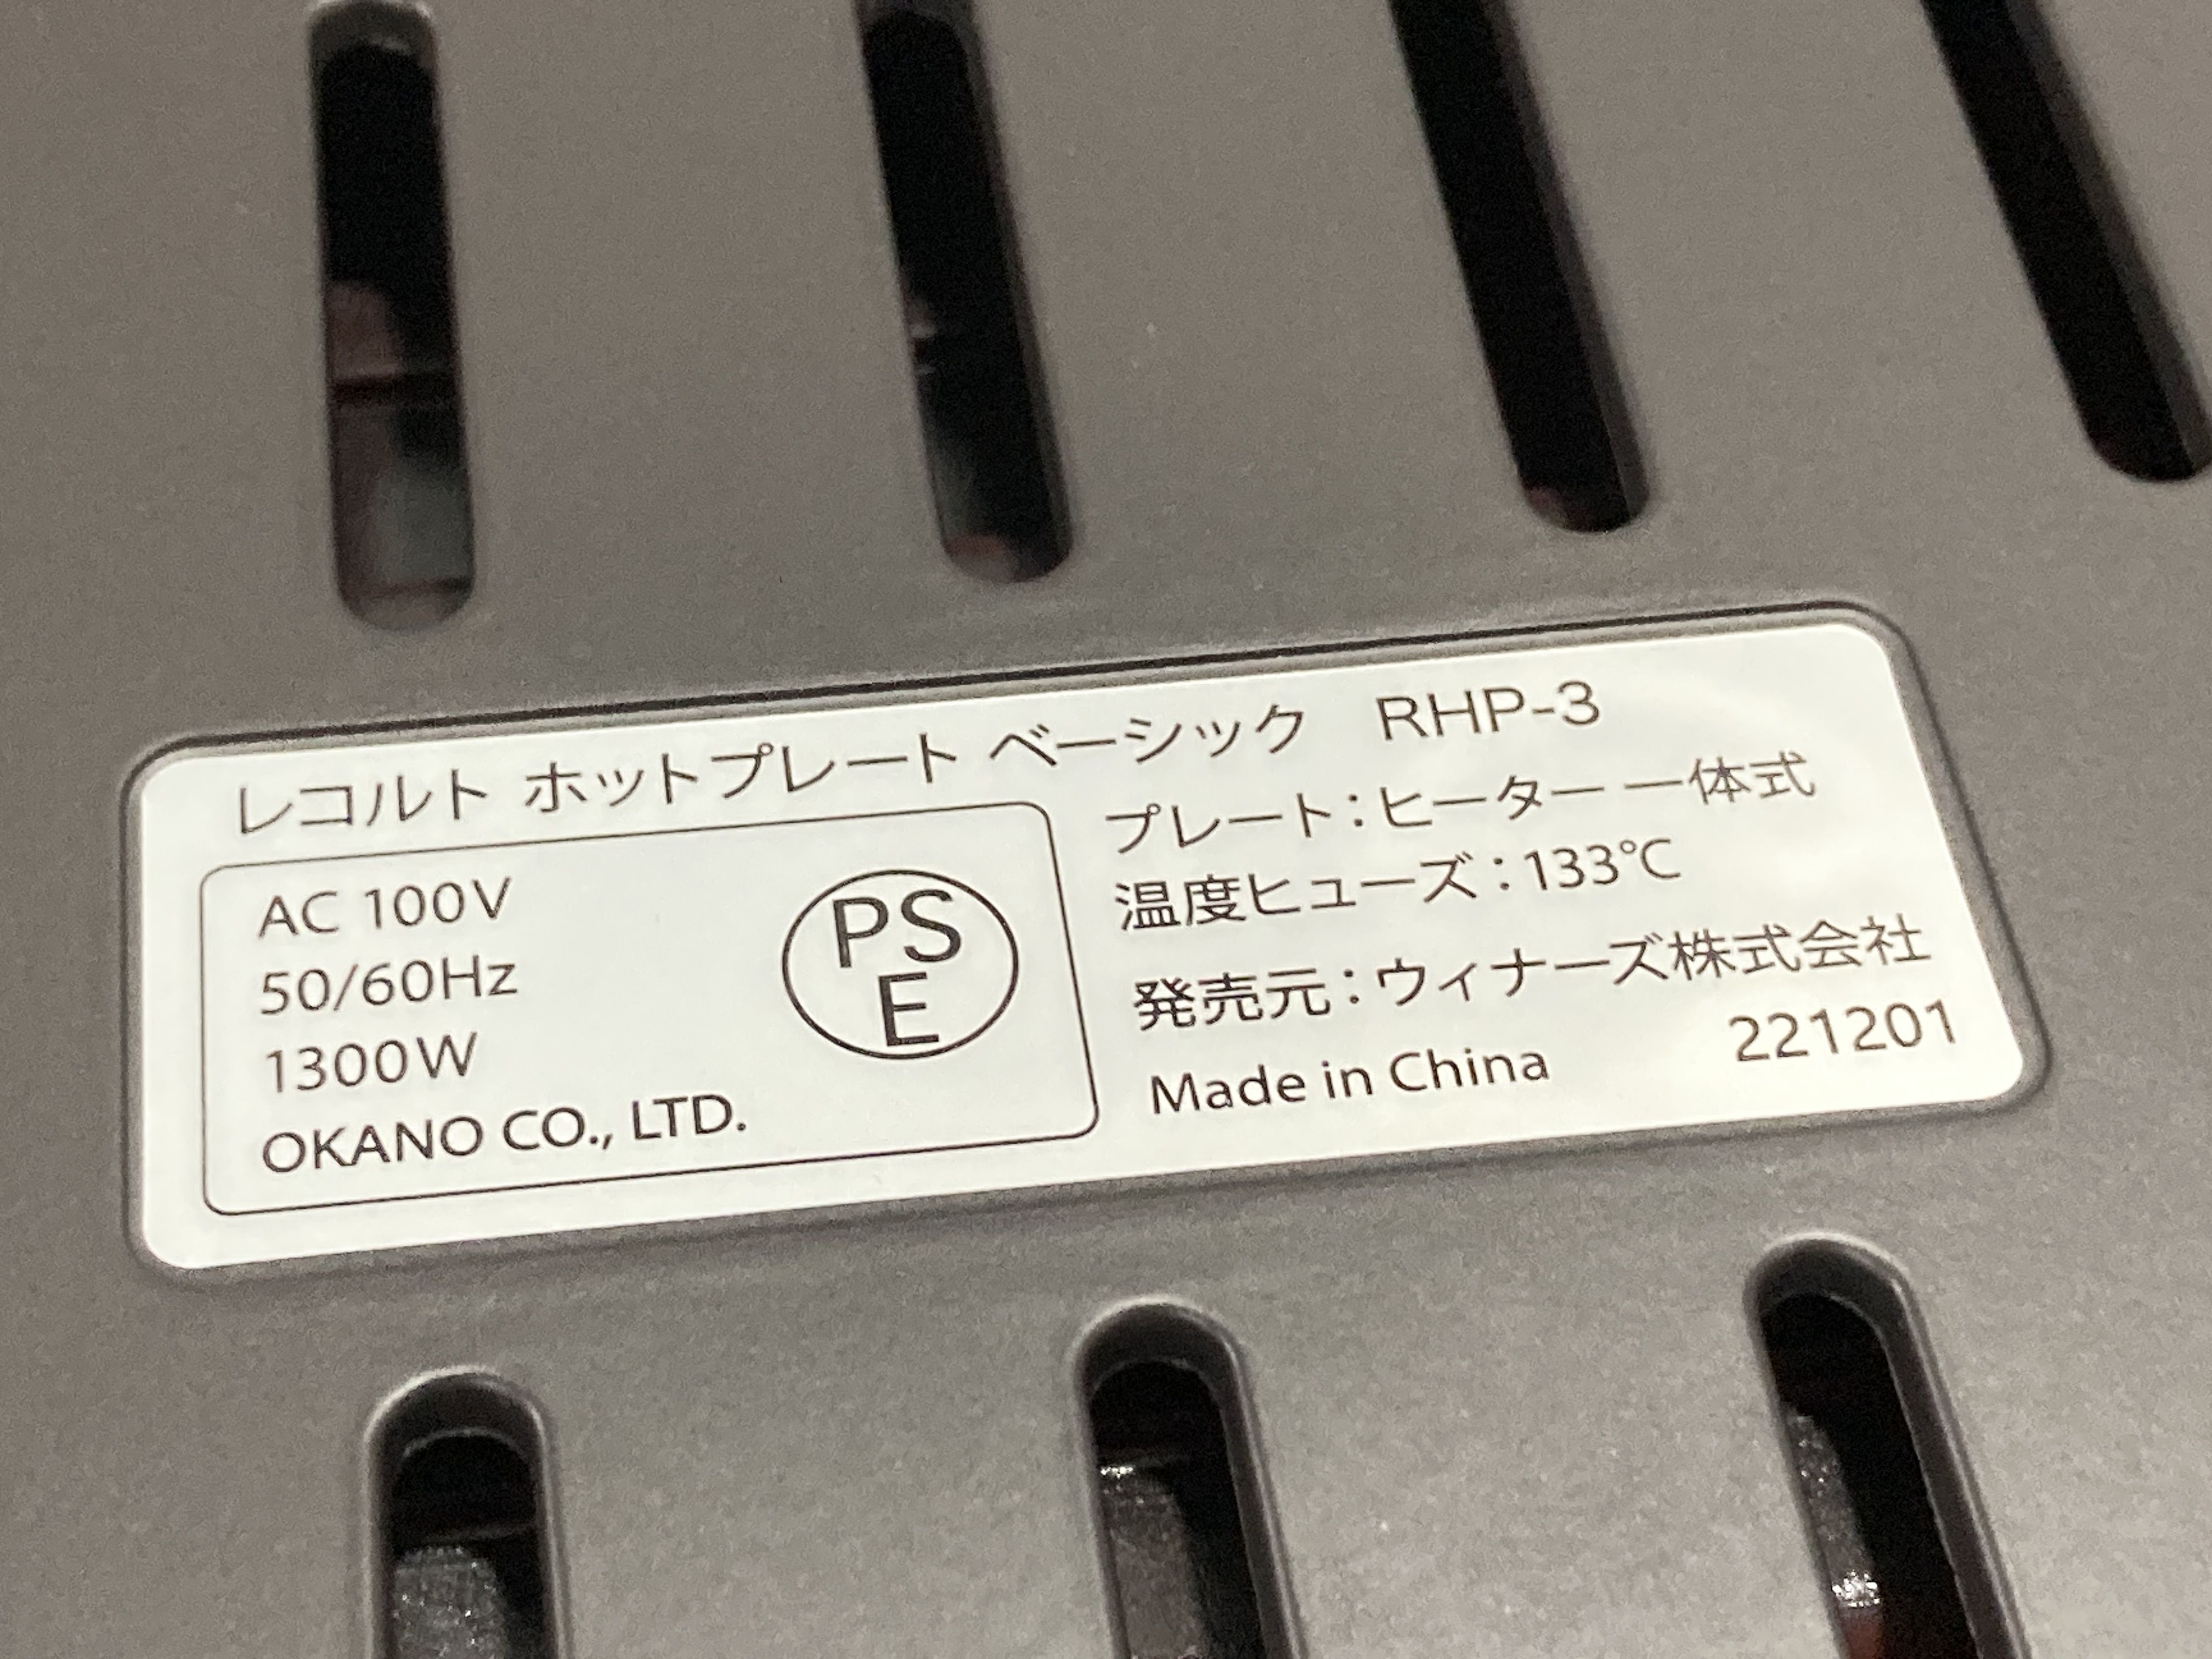 レコルト ホットプレート ベーシック RHP-3
AC 100V
50/60Hz
1300W
OKANO CO., LTD.
PS
E
プレート：ヒーター 一体式
温度ヒューズ：133℃
発売元：ウィナーズ株式会社
Made in China 221201